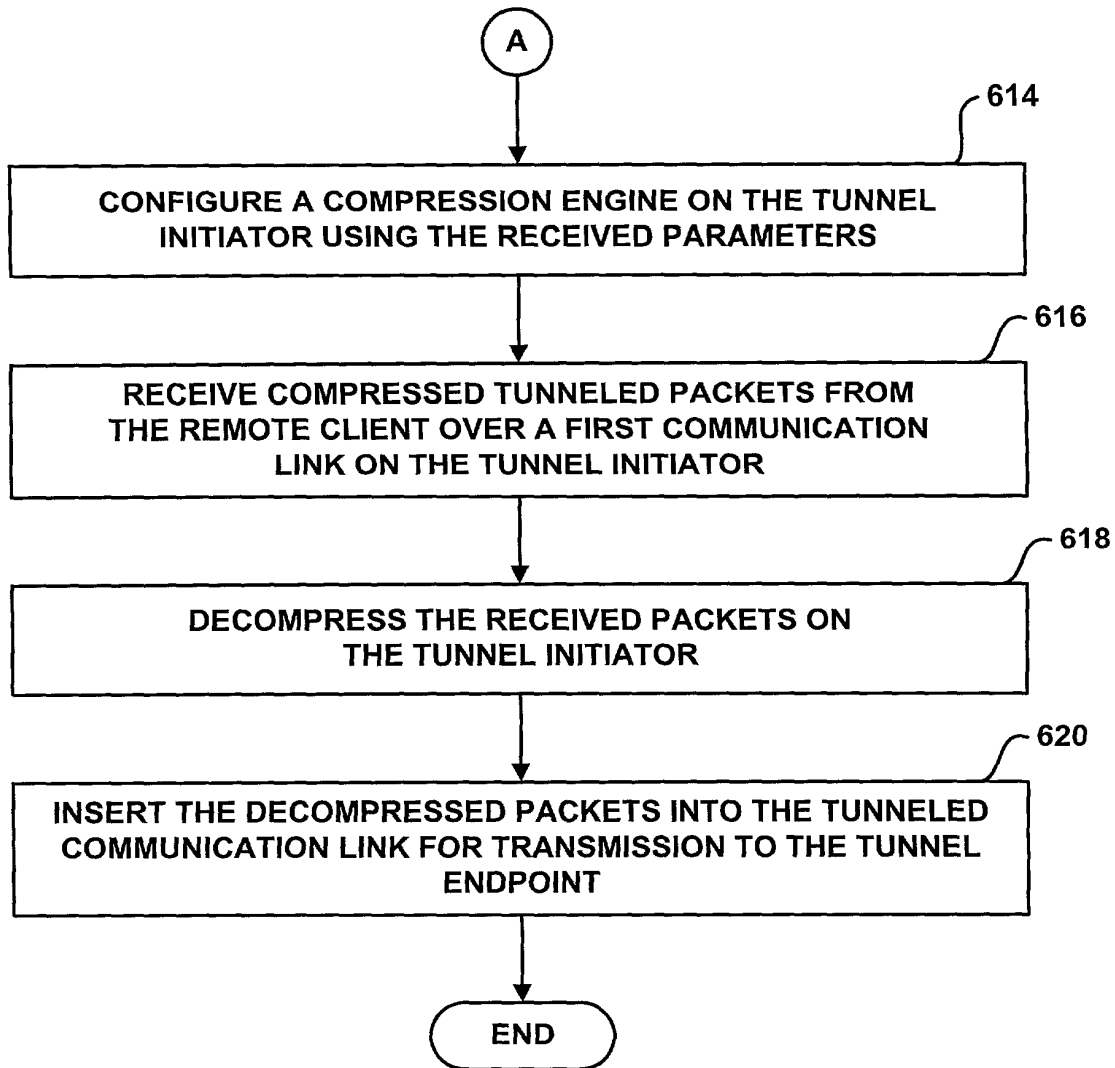 A
614
CONFIGURE A COMPRESSION ENGINE ON THE TUNNEL
INITIATOR USING THE RECEIVED PARAMETERS
616
RECEIVE COMPRESSED TUNNELED PACKETS FROM
THE REMOTE CLIENT OVER A FIRST COMMUNICATION
LINK ON THE TUNNEL INITIATOR
618
DECOMPRESS THE RECEIVED PACKETS ON
THE TUNNEL INITIATOR
620
INSERT THE DECOMPRESSED PACKETS INTO THE TUNNELED
COMMUNICATION LINK FOR TRANSMISSION TO THE TUNNEL
ENDPOINT
END